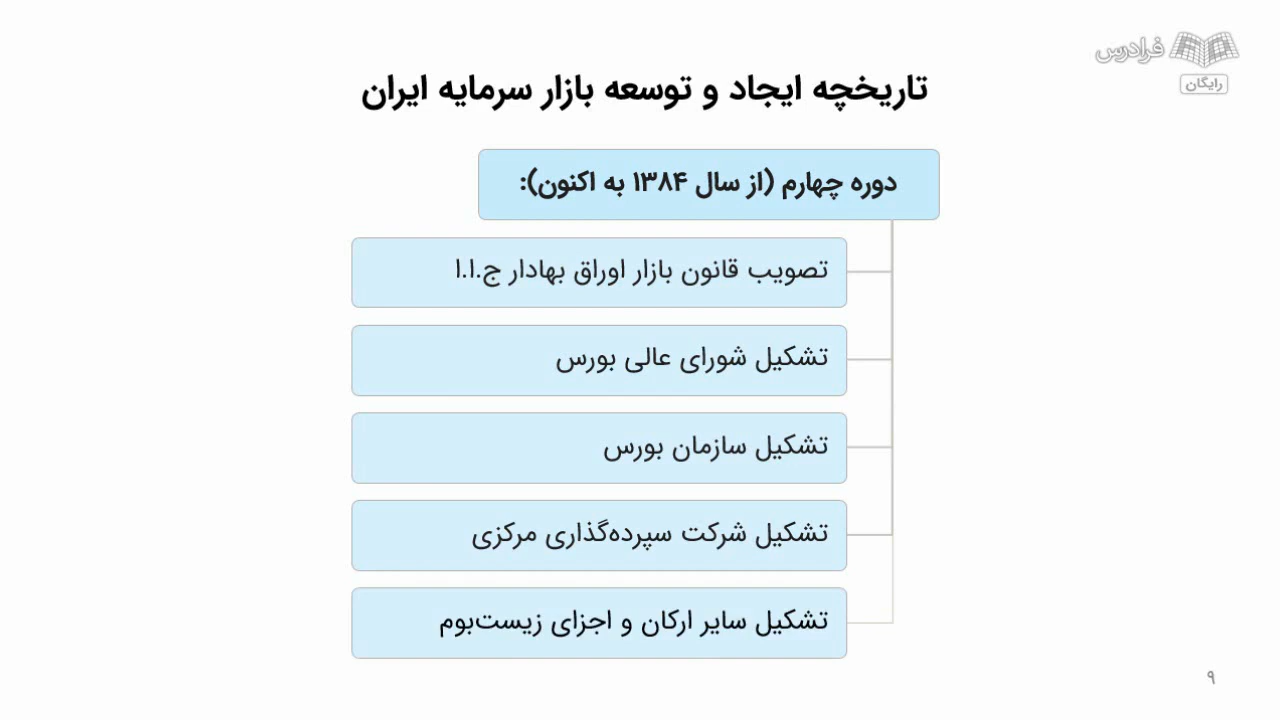 فرادرس
رایگان
تاریخچه ایجاد و توسعه بازار سرمایه ایران
دوره چهارم (از سال ۱۳۸۴ به اکنون):
تصویب قانون بازار اوراق بهادار ج.ا.ا
تشکیل شورای عالی بورس
تشکیل سازمان بورس
تشکیل شرکت سپرده‌گذاری مرکزی
تشکیل سایر ارکان و اجزای زیست‌بوم
۹